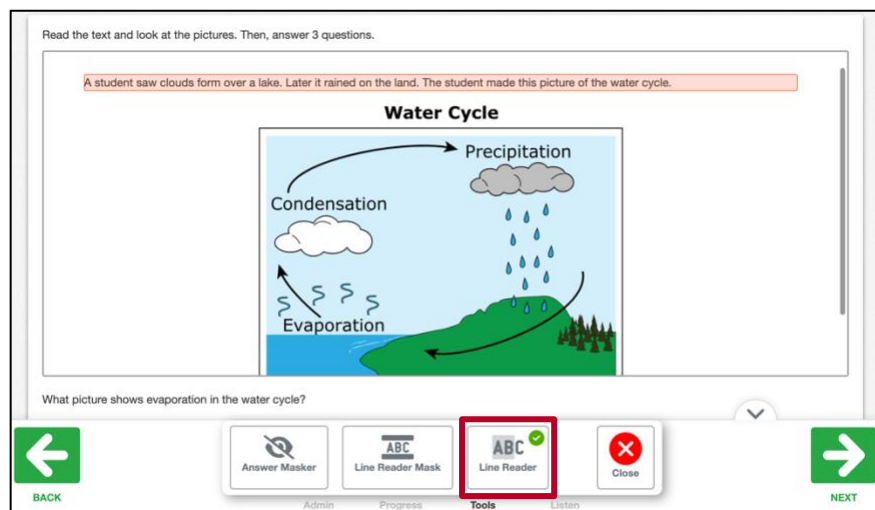 Read the text and look at the pictures. Then, answer 3 questions.
A student saw clouds form over a lake. Later it rained on the land. The student made this picture of the water cycle.
Water Cycle
Precipitation
Condensation
Evaporation
What picture shows evaporation in the water cycle?
BACK
Answer Masker
ABC
Line Reader Mask
ABC
Line Reader
Close
NEXT
Admin Progress Tools Listen